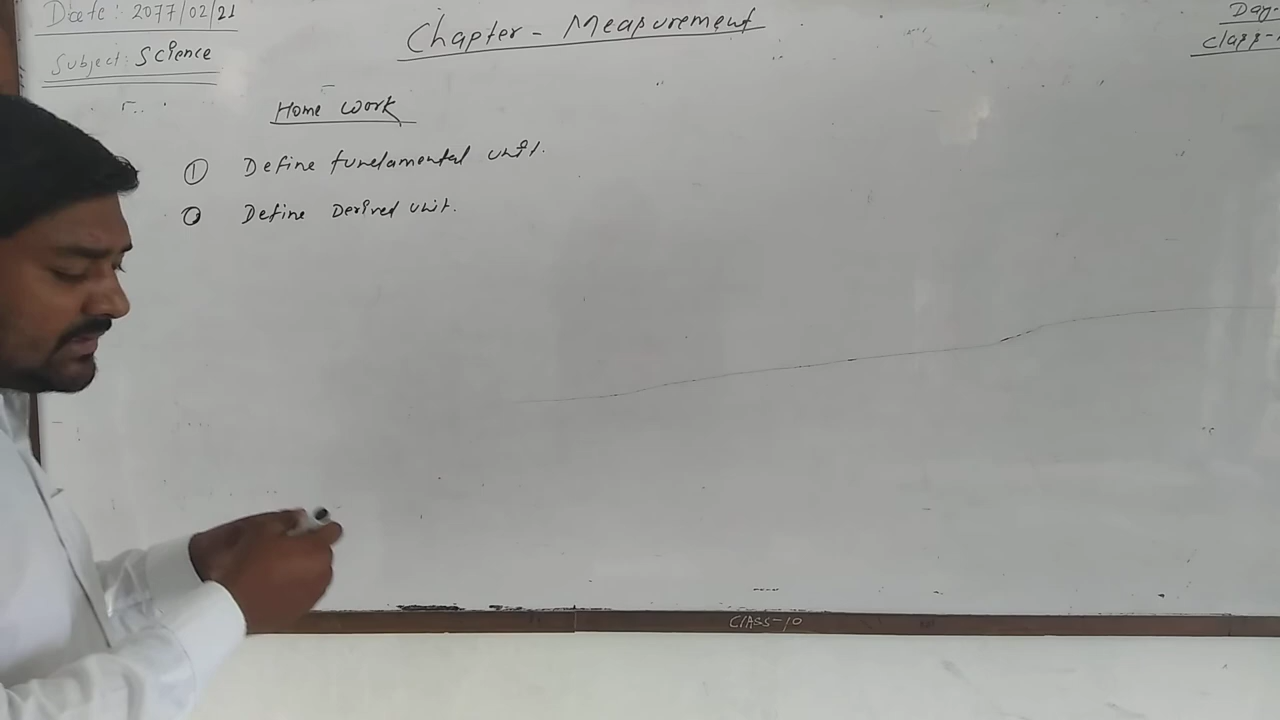 Date: 2077/02/21
Subject: Science
Chapter - Measurement
Day-
Class-
Home Work
① Define fundamental unit.
② Define Derived unit.
CLASS-10